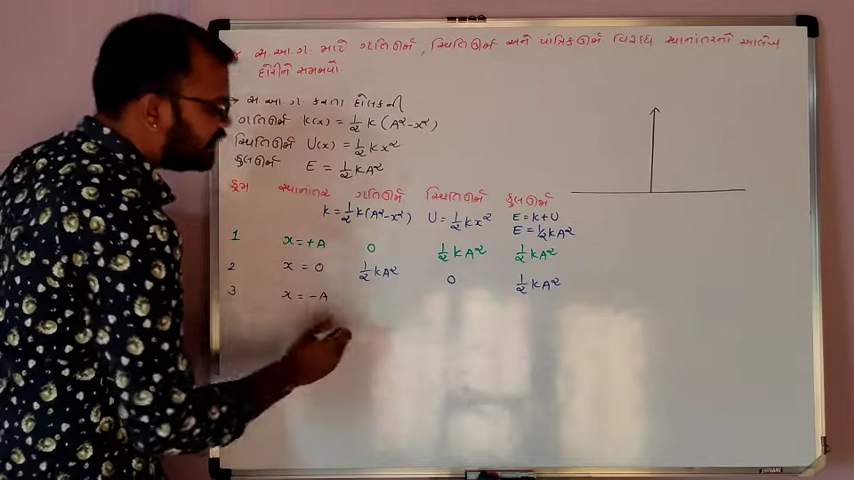 * સ.આ.ગ. માટે ગતિઊર્જા, સ્થિતિઊર્જા અને યાંત્રિકઊર્જા વિરુદ્ધ સ્થાનાંતરનો આલેખ
દોરીને સમજાવો.
→ સ.આ.ગ. કરતા દોલકની
ગતિઊર્જા K(x) = 1/2 k (A² - x²)
સ્થિતિઊર્જા U(x) = 1/2 kx²
કુલઊર્જા E = 1/2 kA²
ક્રમ સ્થાનાંતર ગતિઊર્જા સ્થિતિઊર્જા કુલઊર્જા
K = 1/2 k(A²-x²) U = 1/2 kx² E = K+U
E = 1/2 kA²
1 x = +A 0 1/2 kA² 1/2 kA²
2 x = 0 1/2 kA² 0 1/2 kA²
3 x = -A